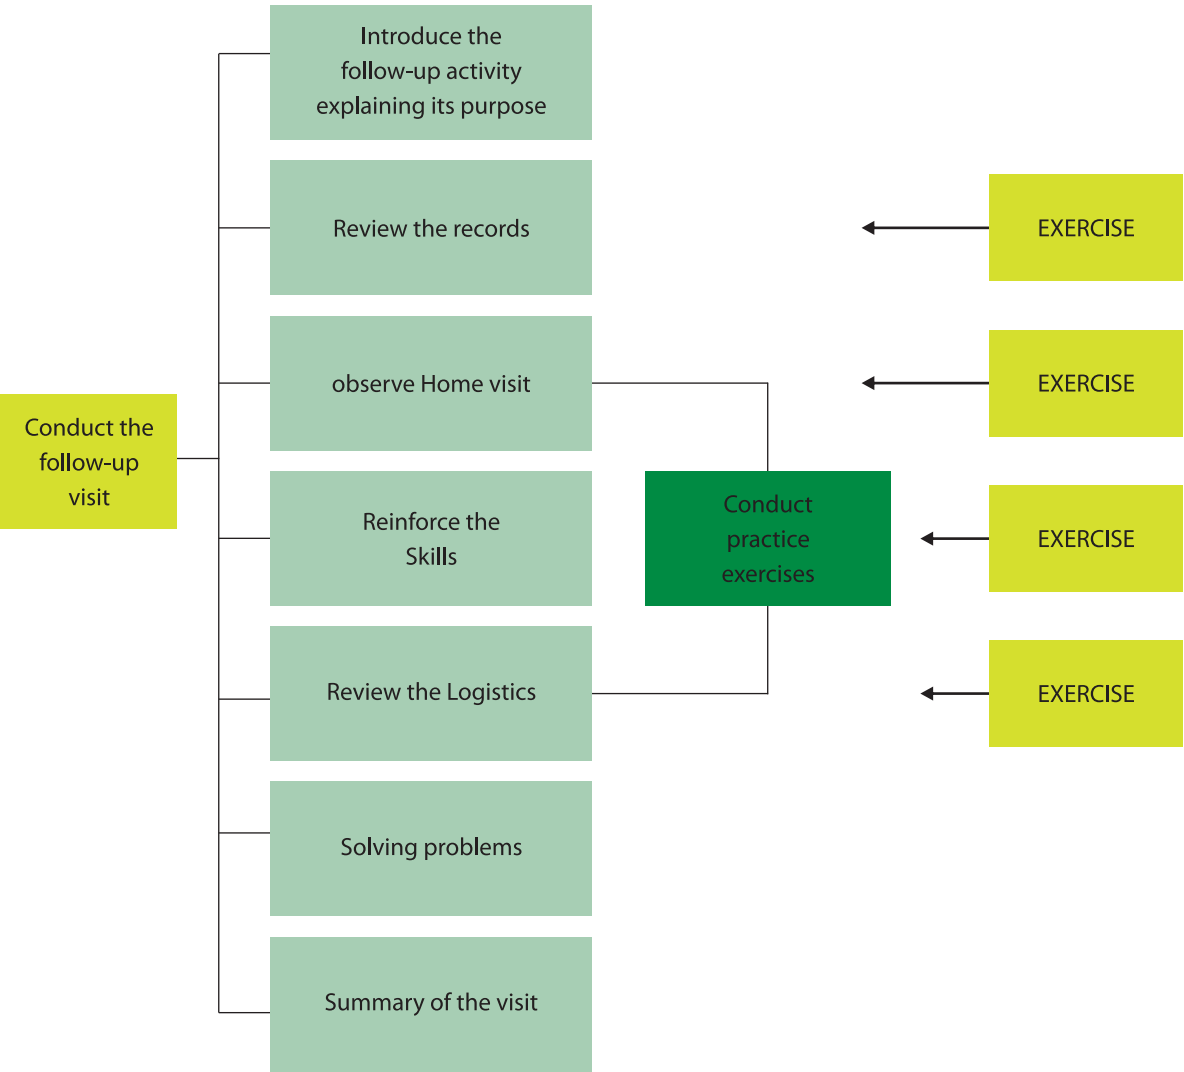 Introduce the
follow-up activity
explaining its purpose
Review the records
EXERCISE
observe Home visit
EXERCISE
Conduct the
follow-up
visit
Reinforce the
Skills
Conduct
practice
exercises
EXERCISE
Review the Logistics
EXERCISE
Solving problems
Summary of the visit